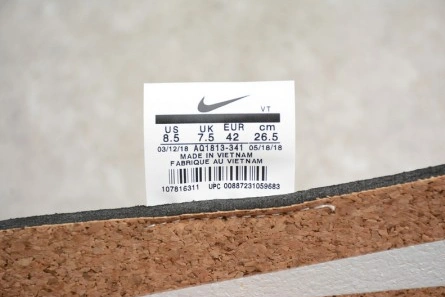 VT
US UK EUR cm
8.5 7.5 42 26.5
03/12/18 AQ1813-341 05/18/18
MADE IN VIETNAM
FABRIQUE AU VIETNAM
107816311 UPC 00887231059683